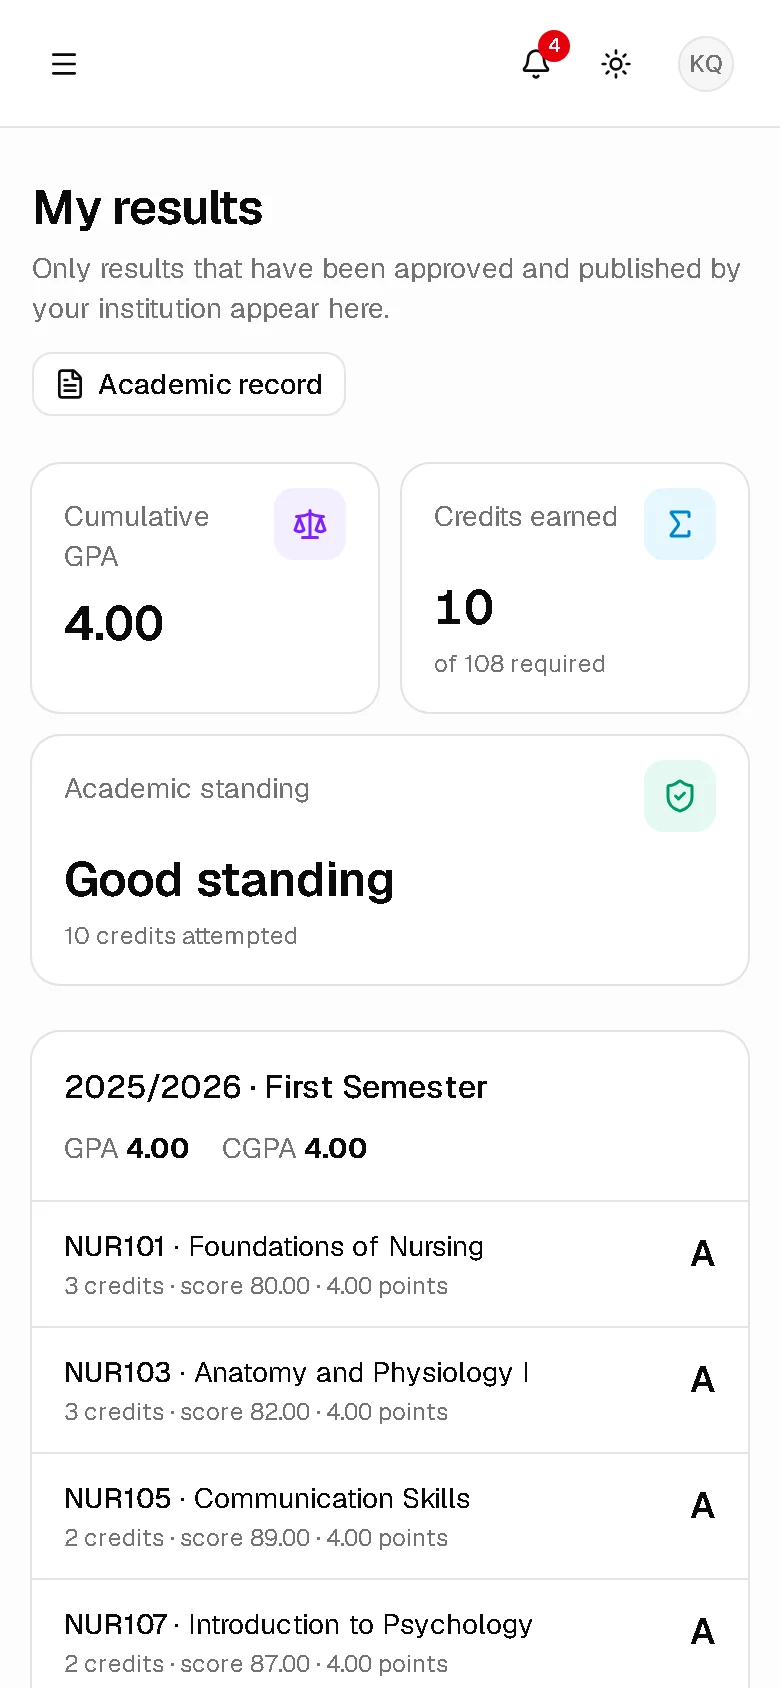 4
KQ
My results
Only results that have been approved and published by
your institution appear here.
Academic record
Cumulative
GPA
4.00
Credits earned
10
of 108 required
Academic standing
Good standing
10 credits attempted
2025/2026 · First Semester
GPA 4.00 CGPA 4.00
NUR101 · Foundations of Nursing
A
3 credits · score 80.00 · 4.00 points
NUR103 · Anatomy and Physiology I
A
3 credits · score 82.00 · 4.00 points
NUR105 · Communication Skills
A
2 credits · score 89.00 · 4.00 points
NUR107 · Introduction to Psychology
A
2 credits · score 87.00 · 4.00 points